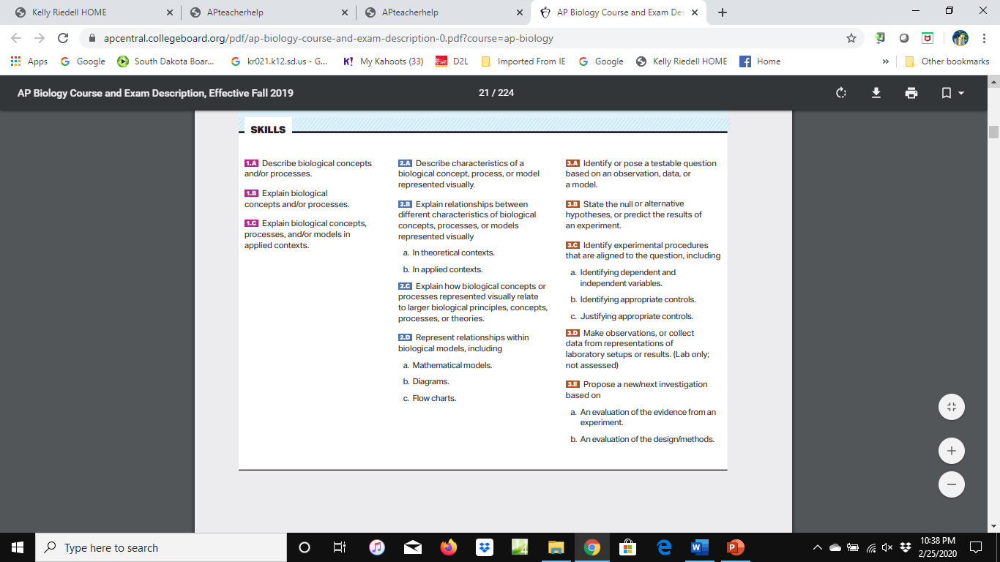 Kelly Riedell HOME
APteacherhelp
APteacherhelp
AP Biology Course and Exam Des
apcentral.collegeboard.org/pdf/ap-biology-course-and-exam-description-0.pdf?course=ap-biology
Apps
Google
South Dakota Boar...
kr021.k12.sd.us - G...
K! My Kahoots (33)
D2L
Imported From IE
Google
Kelly Riedell HOME
Home
»
Other bookmarks
AP Biology Course and Exam Description, Effective Fall 2019
21 / 224
SKILLS
1.A Describe biological concepts
and/or processes.
1.B Explain biological
concepts and/or processes.
1.C Explain biological concepts,
processes, and/or models in
applied contexts.
2.A Describe characteristics of a
biological concept, process, or model
represented visually.
2.B Explain relationships between
different characteristics of biological
concepts, processes, or models
represented visually
a. In theoretical contexts.
b. In applied contexts.
2.C Explain how biological concepts or
processes represented visually relate
to larger biological principles, concepts,
processes, or theories.
2.D Represent relationships within
biological models, including
a. Mathematical models.
b. Diagrams.
c. Flow charts.
3.A Identify or pose a testable question
based on an observation, data, or
a model.
3.B State the null or alternative
hypotheses, or predict the results of
an experiment.
3.C Identify experimental procedures
that are aligned to the question, including
a. Identifying dependent and
independent variables.
b. Identifying appropriate controls.
c. Justifying appropriate controls.
3.D Make observations, or collect
data from representations of
laboratory setups or results. (Lab only;
not assessed)
3.E Propose a new/next investigation
based on
a. An evaluation of the evidence from an
experiment.
b. An evaluation of the design/methods.
Type here to search
10:38 PM
2/25/2020